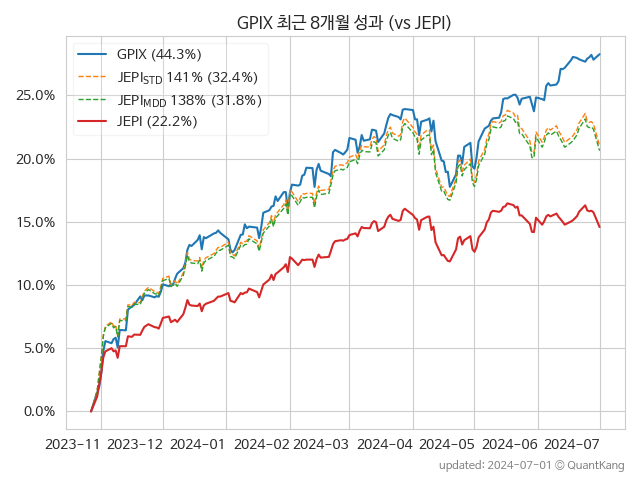 GPIX 최근 8개월 성과 (vs JEPI)
GPIX (44.3%)
JEPISTD 141% (32.4%)
JEPIMDD 138% (31.8%)
JEPI (22.2%)
25.0%
20.0%
15.0%
10.0%
5.0%
0.0%
2023-11 2023-12 2024-01 2024-02 2024-03 2024-04 2024-05 2024-06 2024-07
updated: 2024-07-01 © QuantKang